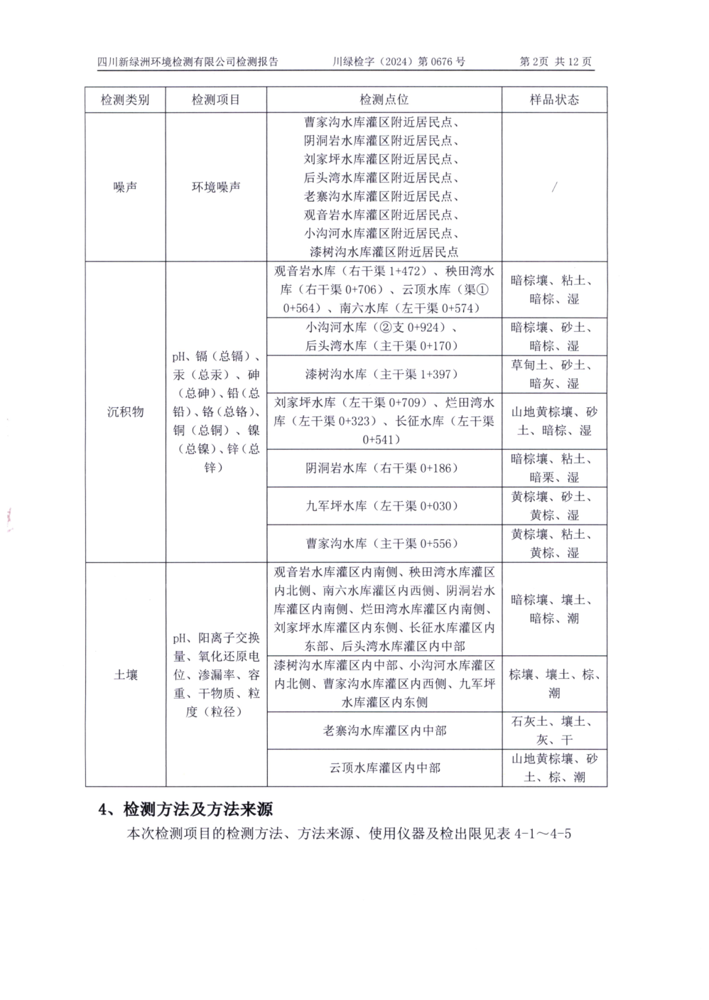 四川新绿洲环境检测有限公司检测报告 川绿检字（2024）第 0676 号 第 2页 共 12 页
检测类别 检测项目 检测点位 样品状态
噪声
环境噪声
曹家沟水库灌区附近居民点、
阴洞岩水库灌区附近居民点、
刘家坪水库灌区附近居民点、
后头湾水库灌区附近居民点、
老寨沟水库灌区附近居民点、
观音岩水库灌区附近居民点、
小沟河水库灌区附近居民点、
漆树沟水库灌区附近居民点
/
沉积物
pH、镉（总镉）、
汞（总汞）、砷
（总砷）、铅（总
铅）、铬（总铬）、
铜（总铜）、镍
（总镍）、锌（总
锌）
观音岩水库（右干渠 1+472）、秧田湾水
库（右干渠 0+706）、云顶水库（渠①
0+564）、南六水库（左干渠 0+574）
暗棕壤、粘土、
暗棕、湿
小沟河水库（②支 0+924）、
后头湾水库（主干渠 0+170）
暗棕壤、砂土、
暗棕、湿
漆树沟水库（主干渠 1+397）
草甸土、砂土、
暗灰、湿
刘家坪水库（左干渠 0+709）、烂田湾水
库（左干渠 0+323）、长征水库（左干渠
0+541）
山地黄棕壤、砂
土、暗棕、湿
阴洞岩水库（右干渠 0+186）
暗棕壤、粘土、
暗栗、湿
九军坪水库（左干渠 0+030）
黄棕壤、砂土、
黄棕、湿
曹家沟水库（主干渠 0+556）
黄棕壤、粘土、
黄棕、湿
土壤
pH、阳离子交换
量、氧化还原电
位、渗漏率、容
重、干物质、粒
度（粒径）
观音岩水库灌区内南侧、秧田湾水库灌区
内北侧、南六水库灌区内西侧、阴洞岩水
库灌区内南侧、烂田湾水库灌区内南侧、
刘家坪水库灌区内东侧、长征水库灌区内
东部、后头湾水库灌区内中部
暗棕壤、壤土、
暗棕、潮
漆树沟水库灌区内中部、小沟河水库灌区
内北侧、曹家沟水库灌区内西侧、九军坪
水库灌区内东侧
棕壤、壤土、棕、
潮
老寨沟水库灌区内中部
石灰土、壤土、
灰、干
云顶水库灌区内中部
山地黄棕壤、砂
土、棕、潮
4、检测方法及方法来源
本次检测项目的检测方法、方法来源、使用仪器及检出限见表 4-1～4-5